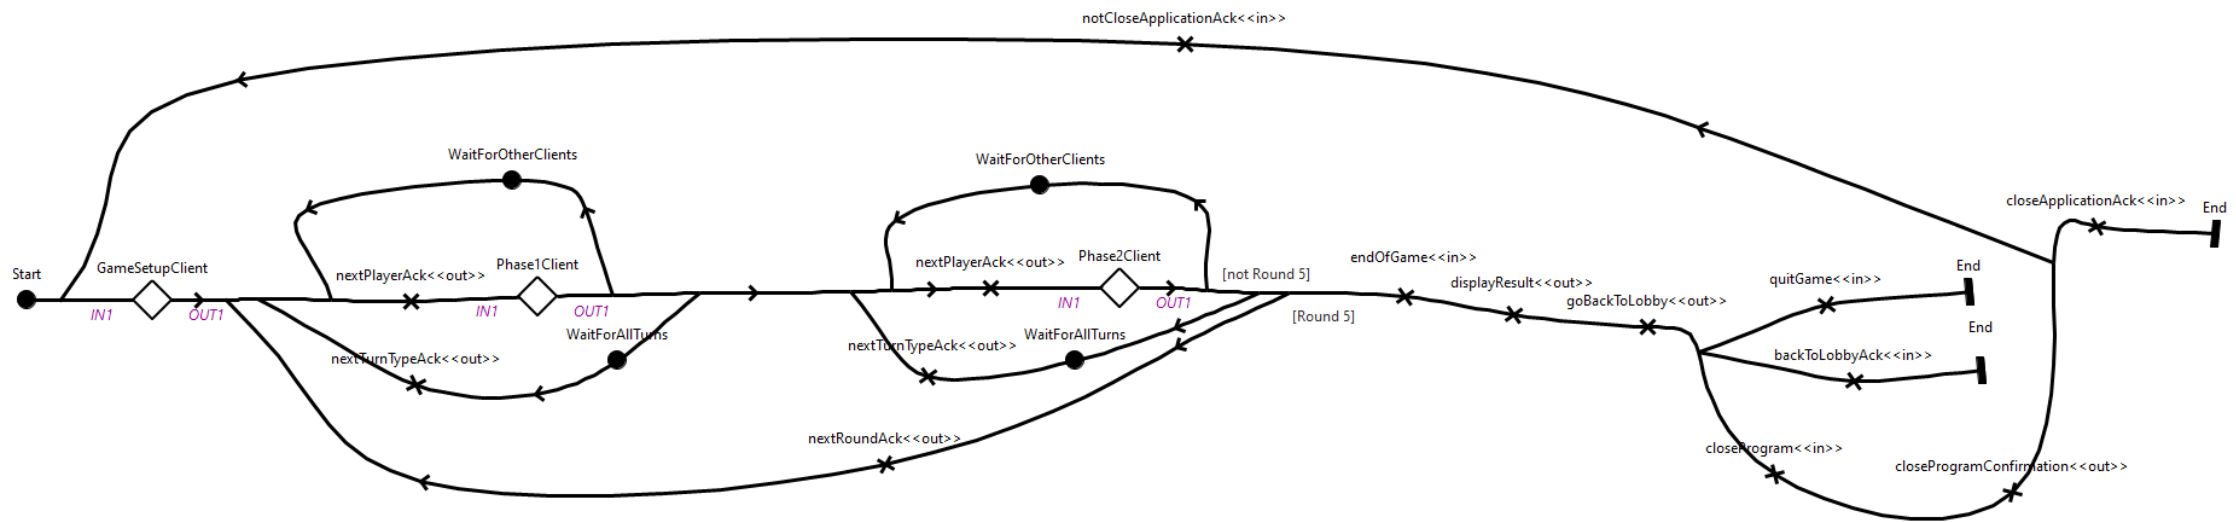 notCloseApplicationAck<<in>>
WaitForOtherClients
WaitForOtherClients
closeApplicationAck<<in>>
End
Start
GameSetupClient
nextPlayerAck<<out>>
Phase1Client
nextPlayerAck<<out>>
Phase2Client
[not Round 5]
endOfGame<<in>>
displayResult<<out>>
goBackToLobby<<out>>
quitGame<<in>>
End
IN1
OUT1
IN1
OUT1
IN1
OUT1
[Round 5]
WaitForAllTurns
WaitForAllTurns
nextTurnTypeAck<<out>>
nextTurnTypeAck<<out>>
End
backToLobbyAck<<in>>
nextRoundAck<<out>>
closeProgram<<in>>
closeProgramConfirmation<<out>>